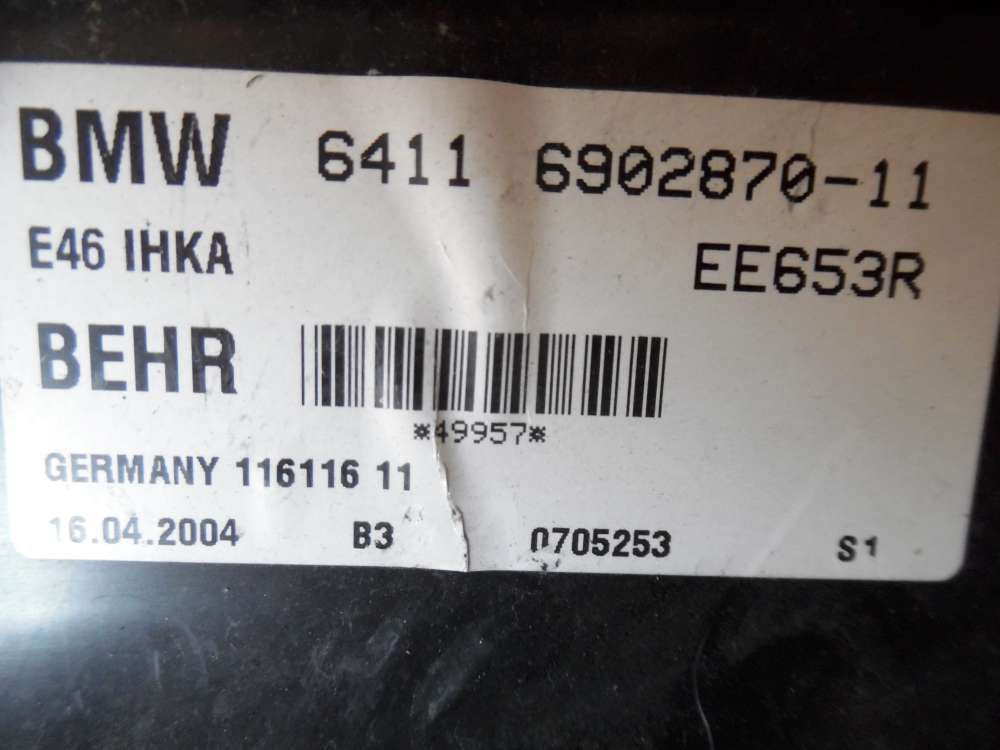 BMW 6411 6902870-11
E46 IHKA EE653R
BEHR
*49957*
GERMANY 116116 11
16.04.2004 B3 0705253 S1